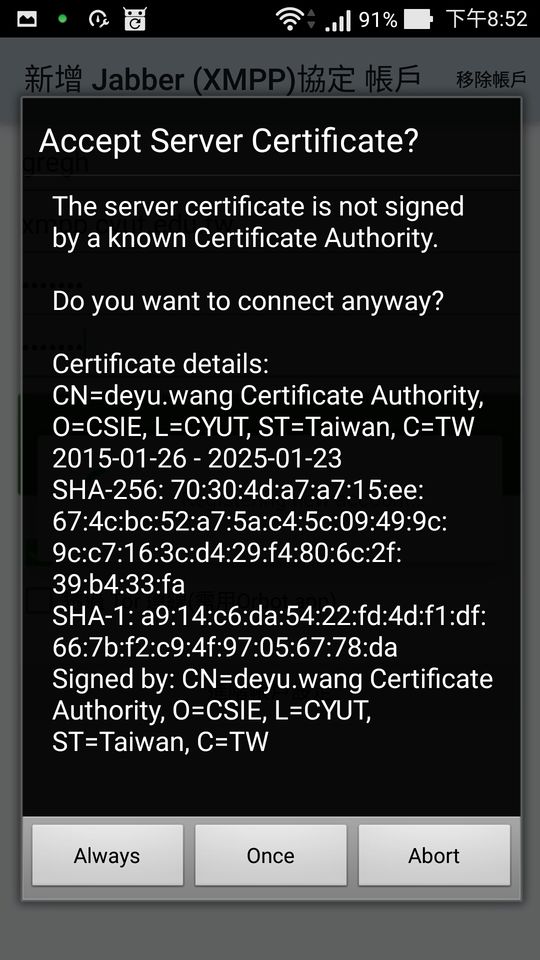 91% 下午8:52
新增 Jabber (XMPP)協定 帳戶 移除帳戶
Accept Server Certificate?
gregh
The server certificate is not signed
by a known Certificate Authority.
Do you want to connect anyway?
Certificate details:
CN=deyu.wang Certificate Authority,
O=CSIE, L=CYUT, ST=Taiwan, C=TW
2015-01-26 - 2025-01-23
SHA-256: 70:30:4d:a7:a7:15:ee:
67:4c:bc:52:a7:5a:c4:5c:09:49:9c:
9c:c7:16:3c:d4:29:f4:80:6c:2f:
39:b4:33:fa
SHA-1: a9:14:c6:da:54:22:fd:4d:f1:df:
66:7b:f2:c9:4f:97:05:67:78:da
Signed by: CN=deyu.wang Certificate
Authority, O=CSIE, L=CYUT,
ST=Taiwan, C=TW
Always Once Abort